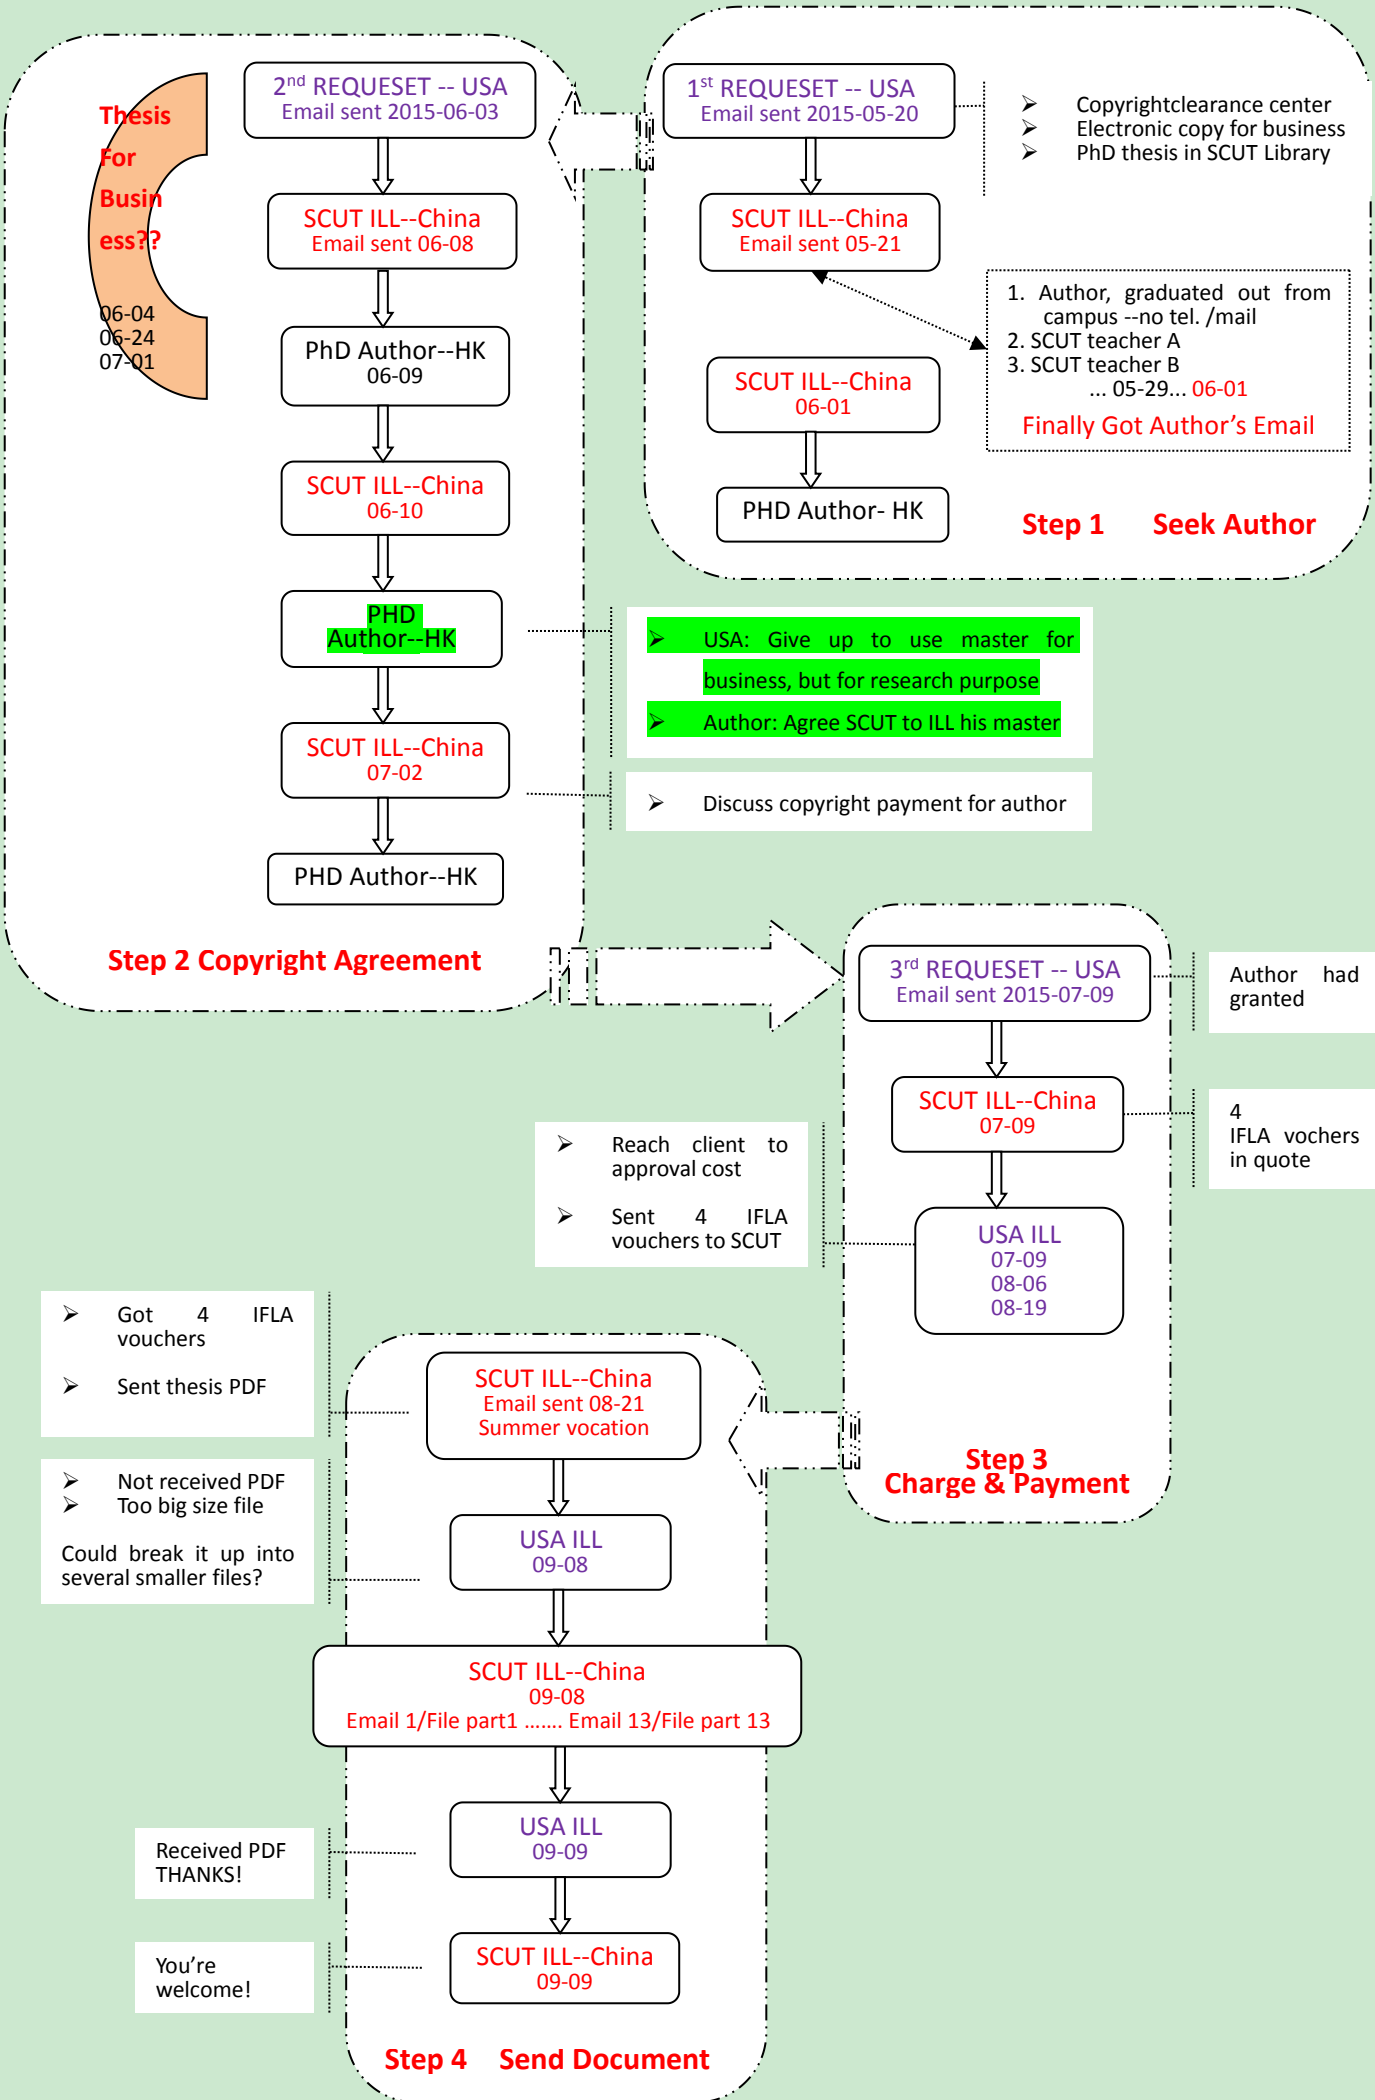 1st REQUESET -- USA
Email sent 2015-05-20
➢ Copyrightclearance center
➢ Electronic copy for business
➢ PhD thesis in SCUT Library
SCUT ILL--China
Email sent 05-21
1. Author, graduated out from
campus --no tel. /mail
2. SCUT teacher A
3. SCUT teacher B
... 05-29... 06-01
Finally Got Author’s Email
SCUT ILL--China
06-01
PHD Author- HK
Step 1 Seek Author
2nd REQUESET -- USA
Email sent 2015-06-03
Thesis
For
Busin
ess??
06-04
06-24
07-01
SCUT ILL--China
Email sent 06-08
PhD Author--HK
06-09
SCUT ILL--China
06-10
PHD
Author--HK
➢ USA: Give up to use master for
business, but for research purpose
➢ Author: Agree SCUT to ILL his master
SCUT ILL--China
07-02
➢ Discuss copyright payment for author
PHD Author--HK
Step 2 Copyright Agreement
3rd REQUESET -- USA
Email sent 2015-07-09
Author had
granted
SCUT ILL--China
07-09
4
IFLA vochers
in quote
➢ Reach client to
approval cost
➢ Sent 4 IFLA
vouchers to SCUT
USA ILL
07-09
08-06
08-19
Step 3
Charge & Payment
➢ Got 4 IFLA
vouchers
➢ Sent thesis PDF
SCUT ILL--China
Email sent 08-21
Summer vocation
➢ Not received PDF
➢ Too big size file
Could break it up into
several smaller files?
USA ILL
09-08
SCUT ILL--China
09-08
Email 1/File part1 ....... Email 13/File part 13
USA ILL
09-09
Received PDF
THANKS!
SCUT ILL--China
09-09
You’re
welcome!
Step 4 Send Document